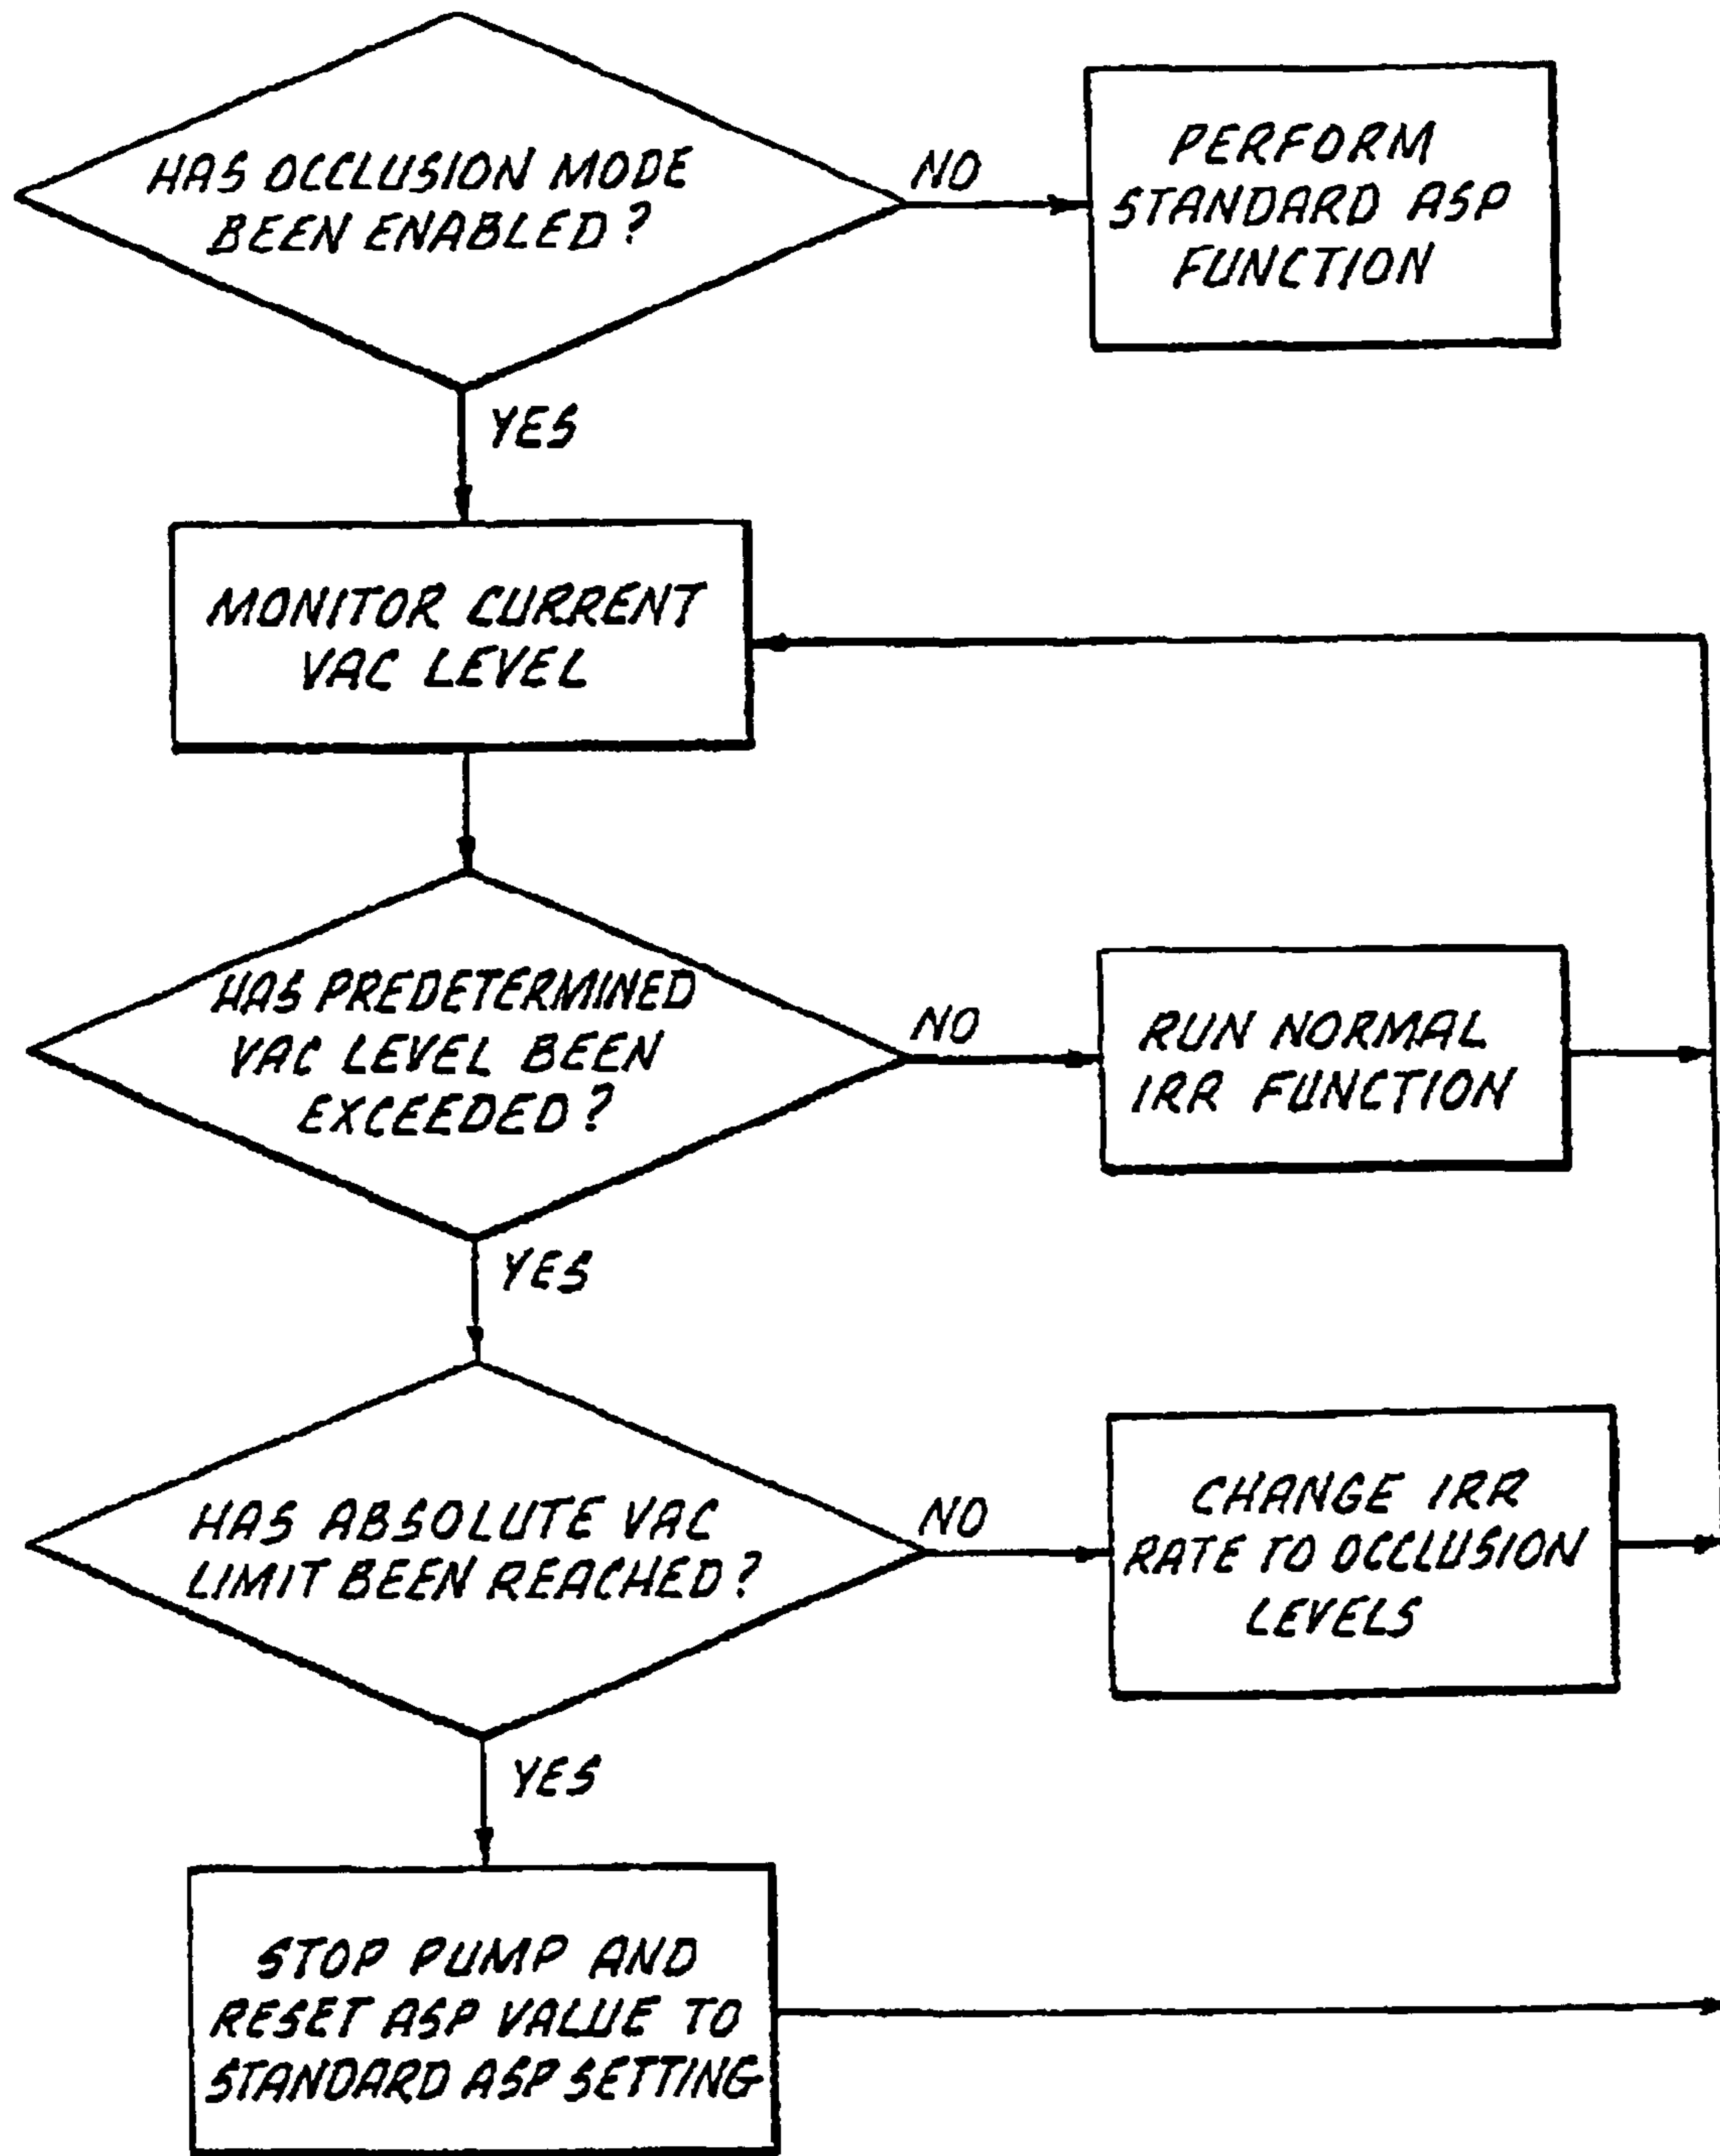 HAS OCCLUSION MODE
BEEN ENABLED?
NO
PERFORM
STANDARD ASP
FUNCTION
YES
MONITOR CURRENT
VAC LEVEL
HAS PREDETERMINED
VAC LEVEL BEEN
EXCEEDED?
NO
RUN NORMAL
IRR FUNCTION
YES
HAS ABSOLUTE VAC
LIMIT BEEN REACHED?
NO
CHANGE IRR
RATE TO OCCLUSION
LEVELS
YES
STOP PUMP AND
RESET ASP VALUE TO
STANDARD ASP SETTING